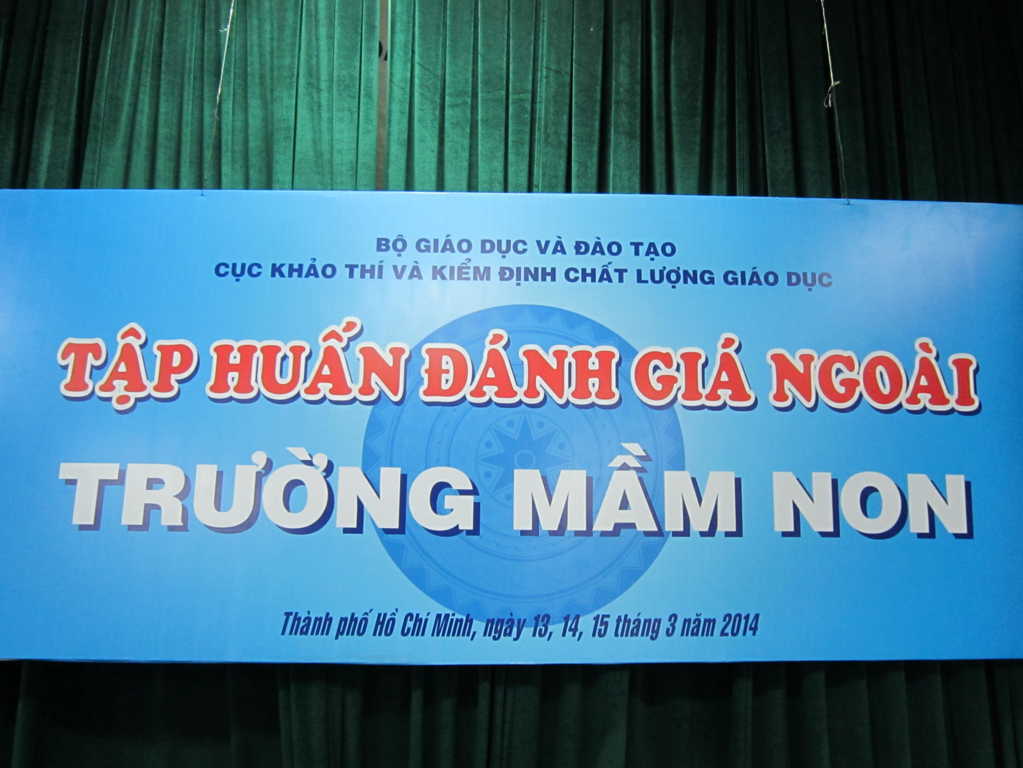 BỘ GIÁO DỤC VÀ ĐÀO TẠO
CỤC KHẢO THÍ VÀ KIỂM ĐỊNH CHẤT LƯỢNG GIÁO DỤC
TẬP HUẤN ĐÁNH GIÁ NGOÀI
TRƯỜNG MẦM NON
Thành phố Hồ Chí Minh, ngày 13, 14, 15 tháng 3 năm 2014